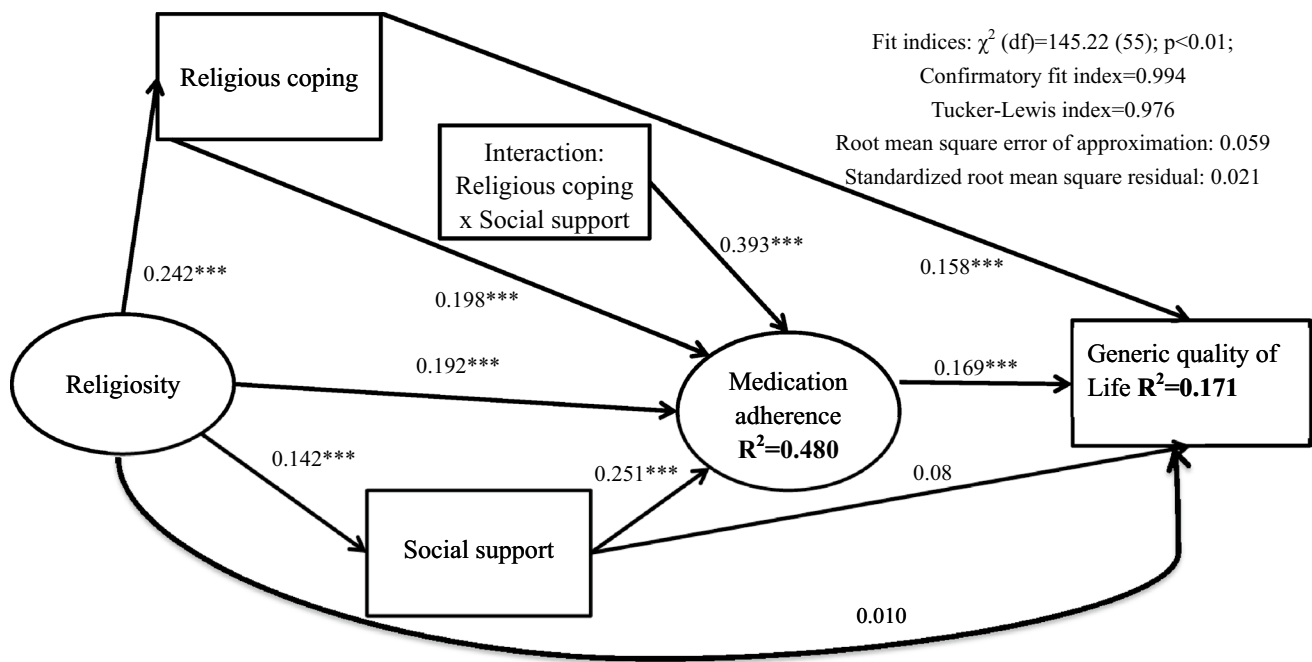 Religious coping
Fit indices: χ² (df)=145.22 (55); p<0.01;
Confirmatory fit index=0.994
Tucker-Lewis index=0.976
Root mean square error of approximation: 0.059
Standardized root mean square residual: 0.021
Interaction:
Religious coping
x Social support
0.242***
0.198***
0.393***
0.158***
Religiosity
0.192***
Medication
adherence
R²=0.480
0.169***
Generic quality of
Life R²=0.171
0.142***
0.251***
0.08
Social support
0.010